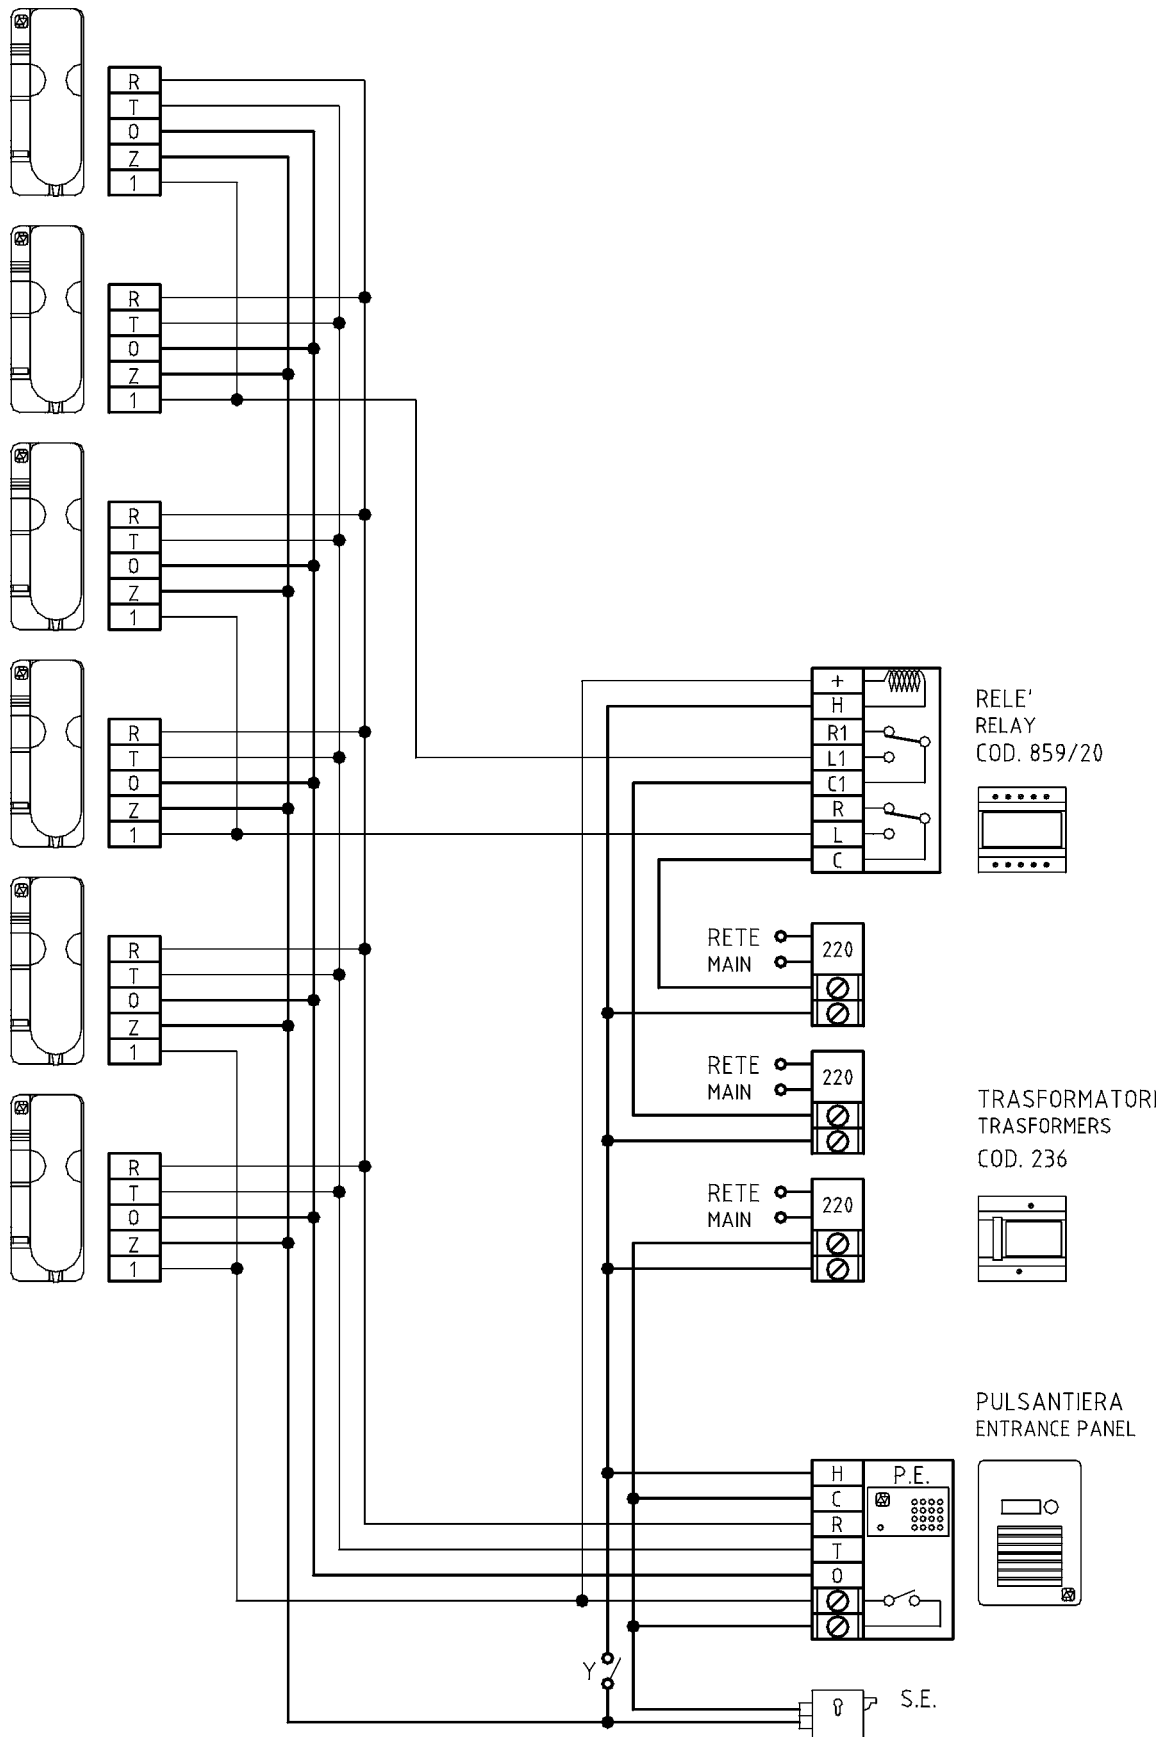 R
T
0
Z
1
R
T
0
Z
1
R
T
0
Z
1
R
T
0
Z
1
R
T
0
Z
1
R
T
0
Z
1
+
H
R1
L1
C1
R
L
C
RELE'
RELAY
COD. 859/20
RETE
MAIN
220
RETE
MAIN
220
RETE
MAIN
220
TRASFORMATORI
TRASFORMERS
COD. 236
PULSANTIERA
ENTRANCE PANEL
H
C
R
T
0
P.E.
Y
S.E.